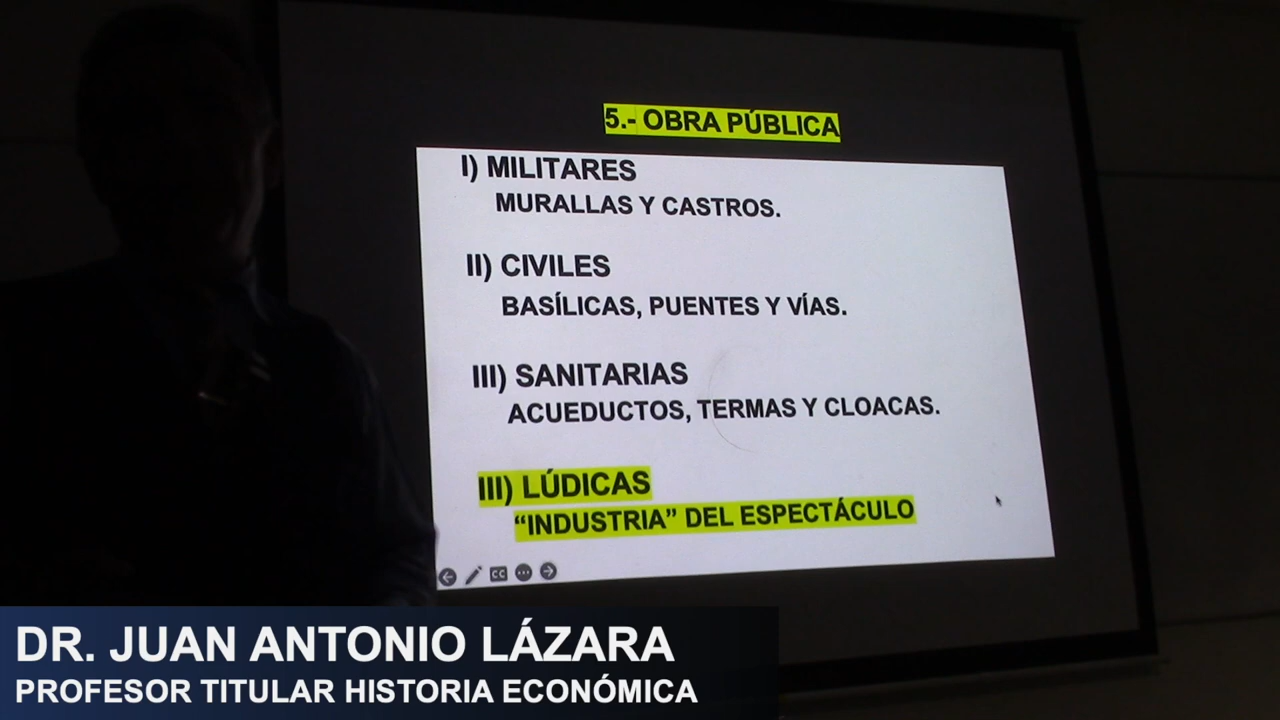 5.- OBRA PÚBLICA
I) MILITARES
MURALLAS Y CASTROS.
II) CIVILES
BASÍLICAS, PUENTES Y VÍAS.
III) SANITARIAS
ACUEDUCTOS, TERMAS Y CLOACAS.
III) LÚDICAS
“INDUSTRIA” DEL ESPECTÁCULO
CC
DR. JUAN ANTONIO LÁZARA
PROFESOR TITULAR HISTORIA ECONÓMICA